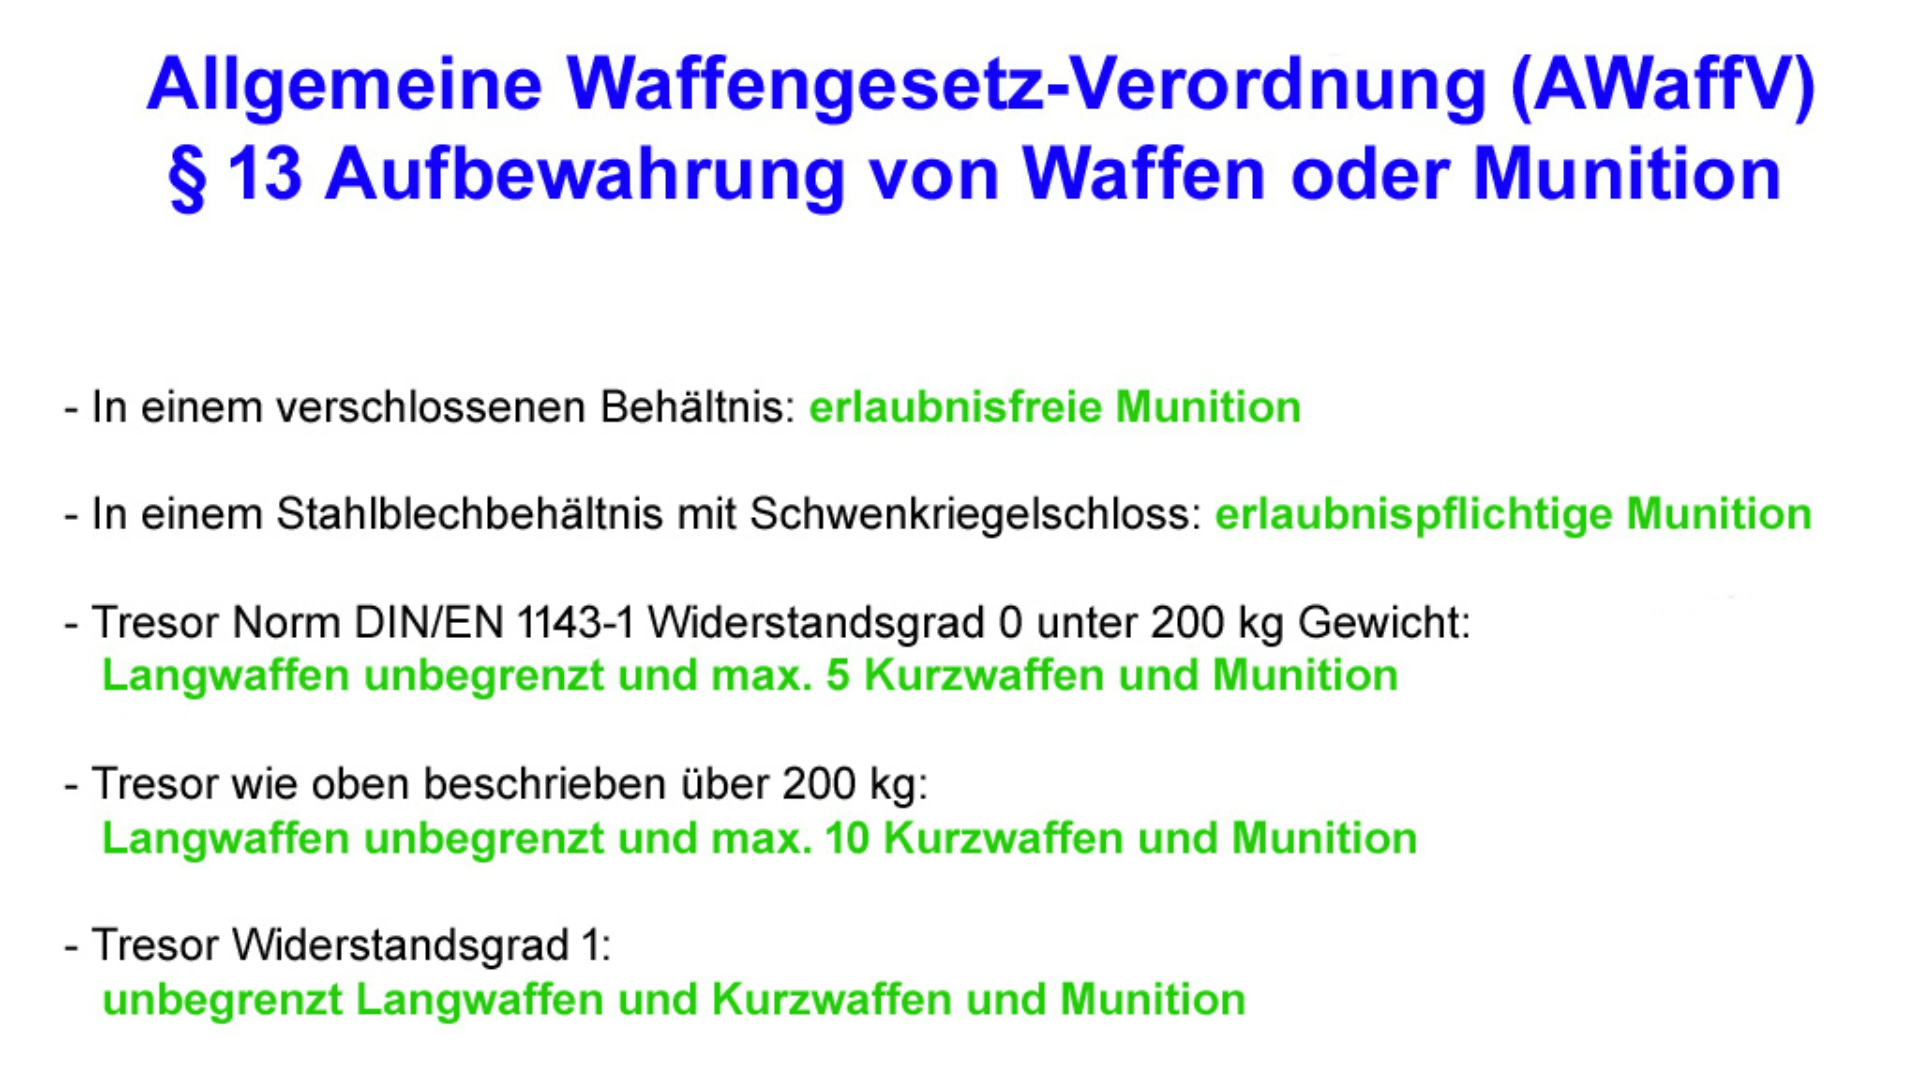 Allgemeine Waffengesetz-Verordnung (AWaffV)
§ 13 Aufbewahrung von Waffen oder Munition
- In einem verschlossenen Behältnis: erlaubnisfreie Munition
- In einem Stahlblechbehältnis mit Schwenkriegelschloss: erlaubnispflichtige Munition
- Tresor Norm DIN/EN 1143-1 Widerstandsgrad 0 unter 200 kg Gewicht:
Langwaffen unbegrenzt und max. 5 Kurzwaffen und Munition
- Tresor wie oben beschrieben über 200 kg:
Langwaffen unbegrenzt und max. 10 Kurzwaffen und Munition
- Tresor Widerstandsgrad 1:
unbegrenzt Langwaffen und Kurzwaffen und Munition